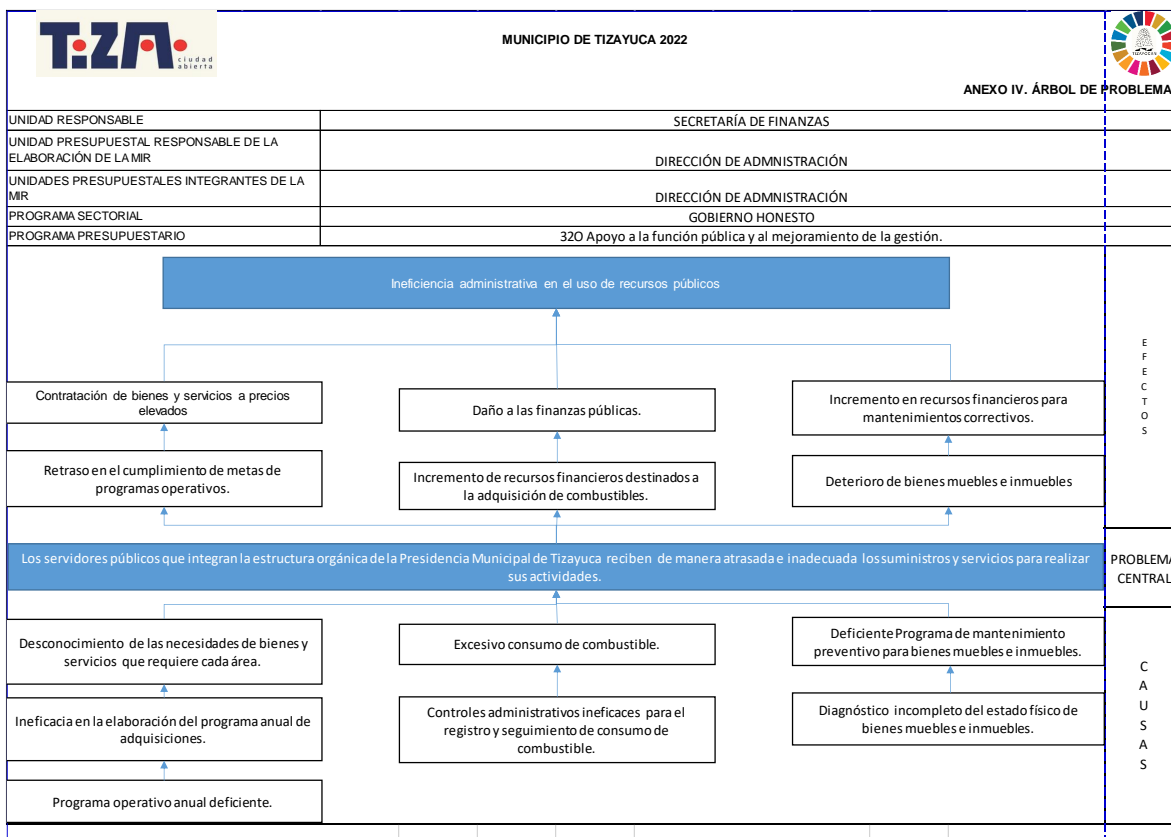 TiZA
ciudad
abierta
MUNICIPIO DE TIZAYUCA 2022
ANEXO IV. ÁRBOL DE PROBLEMA
UNIDAD RESPONSABLE
SECRETARÍA DE FINANZAS
UNIDAD PRESUPUESTAL RESPONSABLE DE LA
ELABORACIÓN DE LA MIR
DIRECCIÓN DE ADMNISTRACIÓN
UNIDADES PRESUPUESTALES INTEGRANTES DE LA
MIR
DIRECCIÓN DE ADMNISTRACIÓN
PROGRAMA SECTORIAL
GOBIERNO HONESTO
PROGRAMA PRESUPUESTARIO
32O Apoyo a la función pública y al mejoramiento de la gestión.
Ineficiencia administrativa en el uso de recursos públicos
EFECTOS
Contratación de bienes y servicios a precios
elevados
Daño a las finanzas públicas.
Incremento en recursos financieros para
mantenimientos correctivos.
Retraso en el cumplimiento de metas de
programas operativos.
Incremento de recursos financieros destinados a
la adquisición de combustibles.
Deterioro de bienes muebles e inmuebles
Los servidores públicos que integran la estructura orgánica de la Presidencia Municipal de Tizayuca reciben de manera atrasada e inadecuada los suministros y servicios para realizar
sus actividades.
PROBLEMA
CENTRAL
Desconocimiento de las necesidades de bienes y
servicios que requiere cada área.
Excesivo consumo de combustible.
Deficiente Programa de mantenimiento
preventivo para bienes muebles e inmuebles.
CAUSAS
Ineficacia en la elaboración del programa anual de
adquisiciones.
Controles administrativos ineficaces para el
registro y seguimiento de consumo de
combustible.
Diagnóstico incompleto del estado físico de
bienes muebles e inmuebles.
Programa operativo anual deficiente.